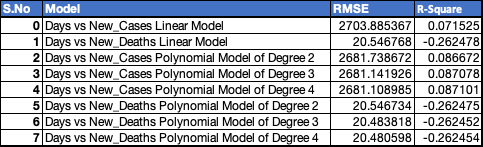 S.No Model RMSE R-Square
0 Days vs New_Cases Linear Model 2703.885367 0.071525
1 Days vs New_Deaths Linear Model 20.546768 -0.262478
2 Days vs New_Cases Polynomial Model of Degree 2 2681.738672 0.086672
3 Days vs New_Cases Polynomial Model of Degree 3 2681.141926 0.087078
4 Days vs New_Cases Polynomial Model of Degree 4 2681.108985 0.087101
5 Days vs New_Deaths Polynomial Model of Degree 2 20.546734 -0.262475
6 Days vs New_Deaths Polynomial Model of Degree 3 20.483818 -0.262452
7 Days vs New_Deaths Polynomial Model of Degree 4 20.480598 -0.262454